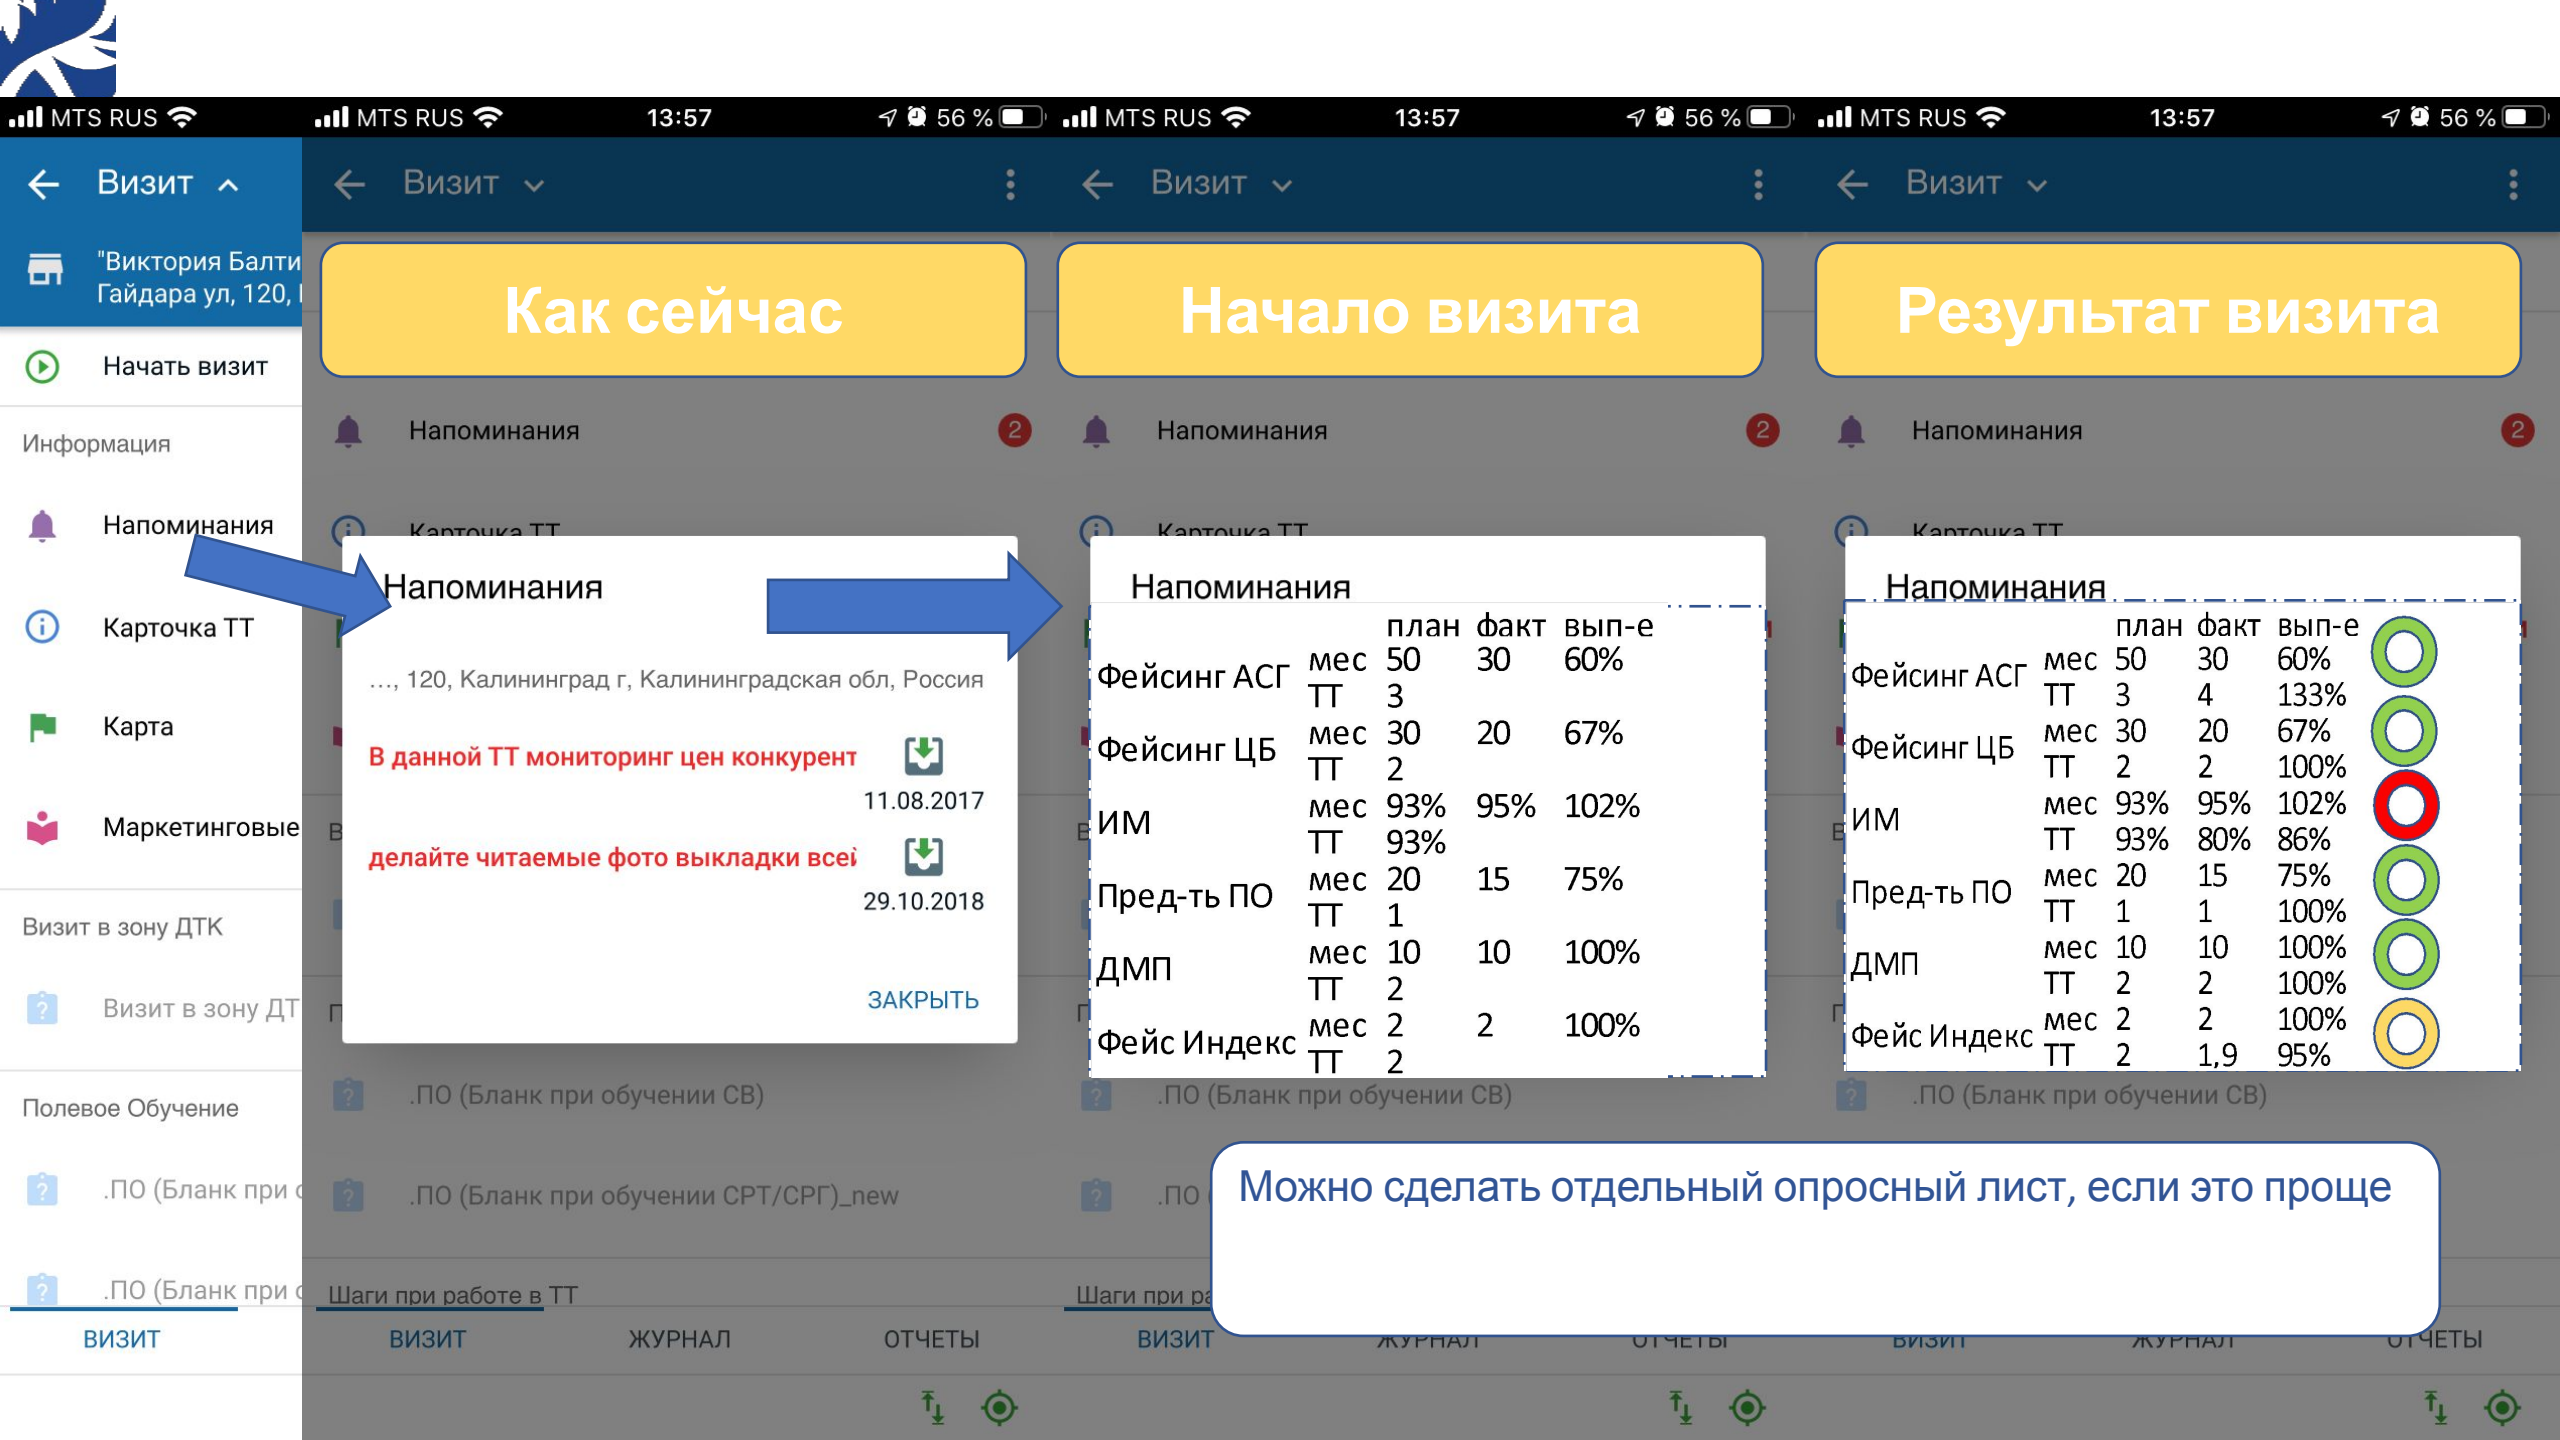 MTS RUS
Визит
"Виктория Балти
Гайдара ул, 120,
Начать визит
Информация
Напоминания
Карточка ТТ
Карта
Маркетинговые
Визит в зону ДТК
Визит в зону ДТ
Полевое Обучение
.ПО (Бланк при
.ПО (Бланк при
ВИЗИТ
MTS RUS 13:57 56 %
Визит
Как сейчас
Напоминания 2
Карточка ТТ
Напоминания
..., 120, Калининград г, Калининградская обл, Россия
В данной ТТ мониторинг цен конкурент
11.08.2017
делайте читаемые фото выкладки всей
29.10.2018
ЗАКРЫТЬ
.ПО (Бланк при обучении СВ)
.ПО (Бланк при обучении СРТ/СРГ)_new
Шаги при работе в ТТ
ВИЗИТ ЖУРНАЛ ОТЧЕТЫ
MTS RUS 13:57 56 %
Визит
Начало визита
Напоминания 2
Карточка ТТ
Напоминания
план факт вып-е
Фейсинг АСГ мес 50 30 60%
ТТ 3
Фейсинг ЦБ мес 30 20 67%
ТТ 2
ИМ мес 93% 95% 102%
ТТ 93%
Пред-ть ПО мес 20 15 75%
ТТ 1
ДМП мес 10 10 100%
ТТ 2
Фейс Индекс мес 2 2 100%
ТТ 2
.ПО (Бланк при обучении СВ)
.ПО
Шаги при
ВИЗИТ ЖУРНАЛ ОТЧЕТЫ
MTS RUS 13:57 56 %
Визит
Результат визита
Напоминания 2
Карточка ТТ
Напоминания
план факт вып-е
Фейсинг АСГ мес 50 30 60%
ТТ 3 4 133%
Фейсинг ЦБ мес 30 20 67%
ТТ 2 2 100%
ИМ мес 93% 95% 102%
ТТ 93% 80% 86%
Пред-ть ПО мес 20 15 75%
ТТ 1 1 100%
ДМП мес 10 10 100%
ТТ 2 2 100%
Фейс Индекс мес 2 2 100%
ТТ 2 1,9 95%
.ПО (Бланк при обучении СВ)
Можно сделать отдельный опросный лист, если это проще
ВИЗИТ ЖУРНАЛ ОТЧЕТЫ